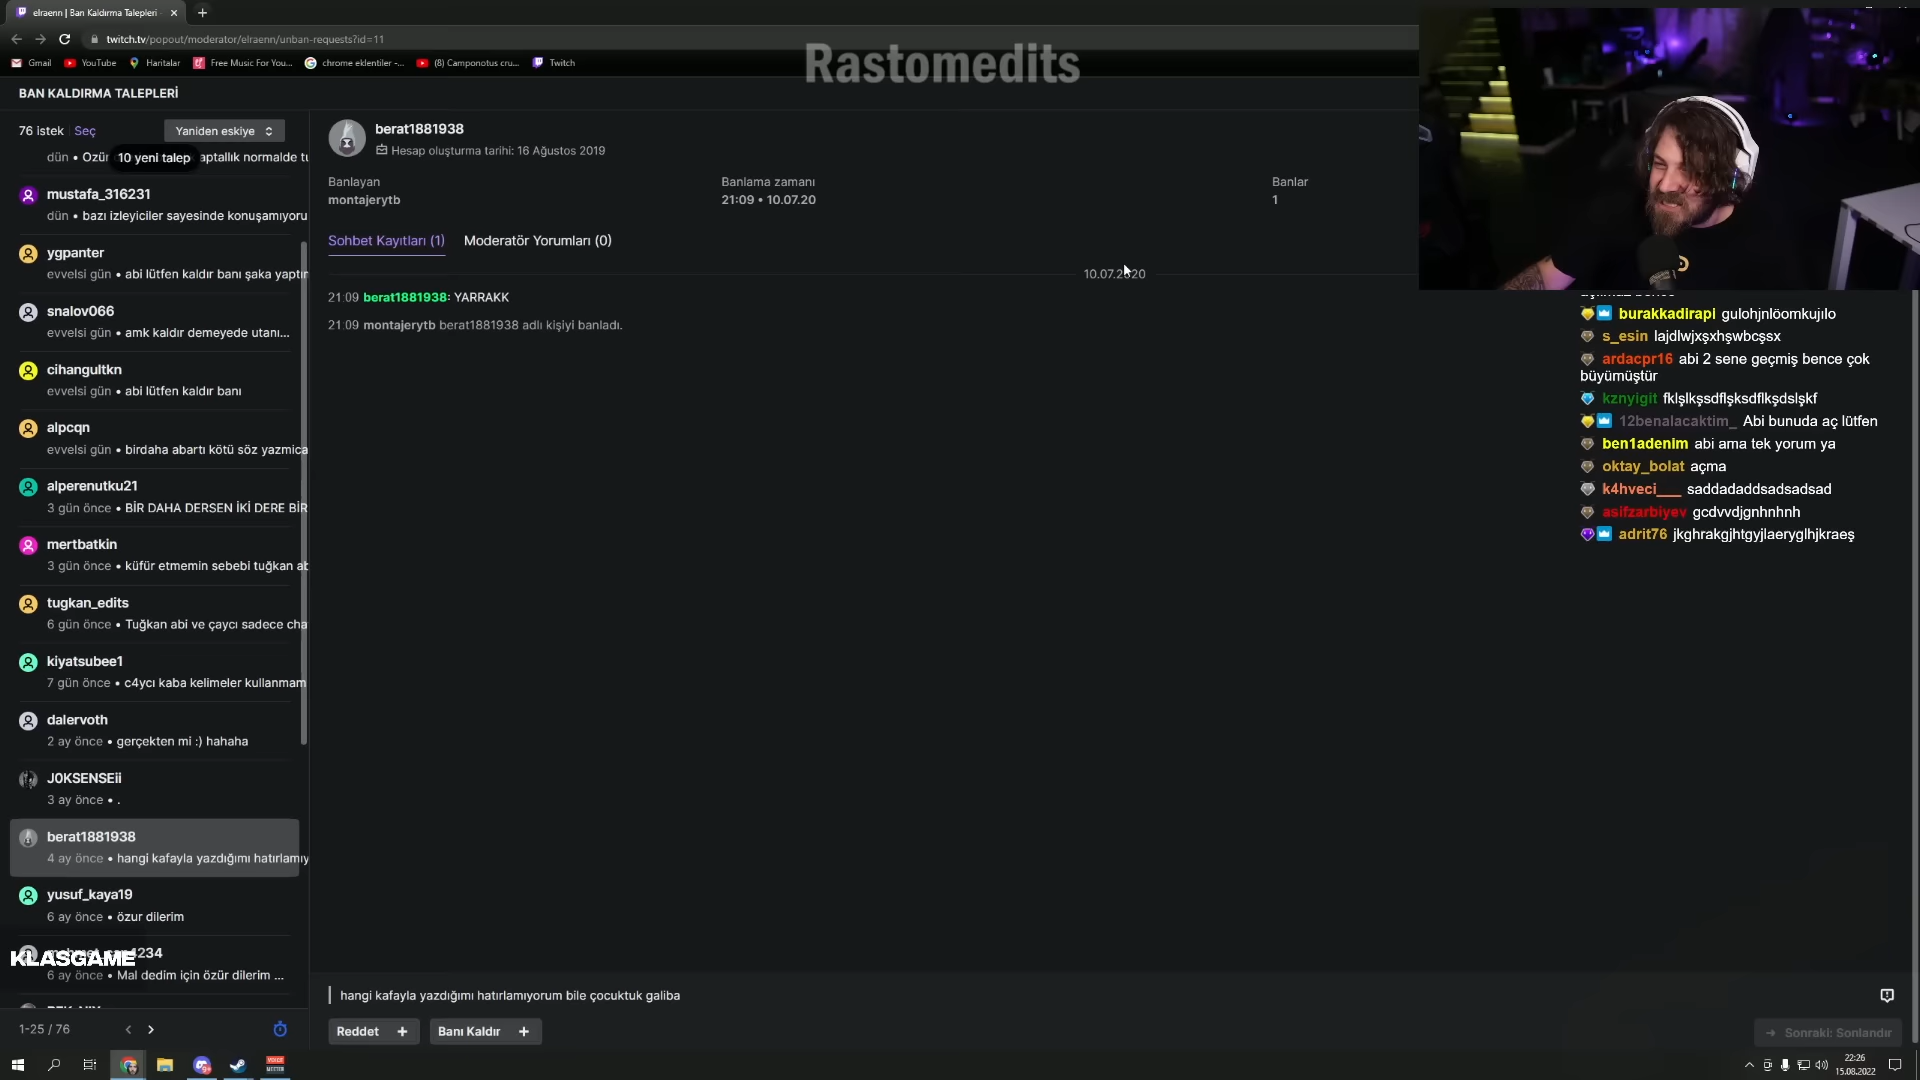 elraenn | Ban Kaldırma Talepleri
twitch.tv/popout/moderator/elraenn/unban-requests?id=11
Gmail
YouTube
Haritalar
Free Music For You...
chrome eklentiler -...
(8) Camponotus cru...
Twitch
Rastomedits
BAN KALDIRMA TALEPLERİ
76 istek
Seç
Yaniden eskiye
dün • Özür
10 yeni talep
aptallık normalde tu
mustafa_316231
dün • bazı izleyiciler sayesinde konuşamıyoru
ygpanter
evvelsi gün • abi lütfen kaldır banı şaka yaptır
snalov066
evvelsi gün • amk kaldır demeyede utanı...
cihangultkn
evvelsi gün • abi lütfen kaldır banı
alpcqn
evvelsi gün • birdaha abartı kötü söz yazmica
alperenutku21
3 gün önce • BİR DAHA DERSEN İKİ DERE BİR
mertbatkin
3 gün önce • küfür etmemin sebebi tuğkan ab
tugkan_edits
6 gün önce • Tuğkan abi ve çaycı sadece cha
kiyatsubee1
7 gün önce • c4ycı kaba kelimeler kullanmam
dalervoth
2 ay önce • gerçekten mi :) hahaha
J0KSENSEii
3 ay önce • .
berat1881938
4 ay önce • hangi kafayla yazdığımı hatırlamıy
yusuf_kaya19
6 ay önce • özur dilerim
KLASGAME
6 ay önce • Mal dedim için özür dilerim ...
1-25 / 76
berat1881938
Hesap oluşturma tarihi: 16 Ağustos 2019
Banlayan
montajerytb
Banlama zamanı
21:09 • 10.07.20
Banlar
1
Sohbet Kayıtları (1)
Moderatör Yorumları (0)
10.07.2020
21:09 berat1881938: YARRAKK
21:09 montajerytb berat1881938 adlı kişiyi banladı.
hangi kafayla yazdığımı hatırlamıyorum bile çocuktuk galiba
Reddet +
Banı Kaldır +
→ Sonraki: Sonlandır
burakkadirapi gulohjnlöomkujılo
s_esin lajdlwjxşxhşwbcşsx
ardacpr16 abi 2 sene geçmiş bence çok
büyümüştür
kznyigit fklşlkşsdflşksdflkşdslşkf
12benalacaktim_ Abi bunuda aç lütfen
ben1adenim abi ama tek yorum ya
oktay_bolat açma
k4hveci___ saddadaddsadsadsad
asifzarbiyev gcdvvdjgnhnhnh
adrit76 jkghrakgjhtgyjlaeryglhjkraeş
22:26
15.08.2022